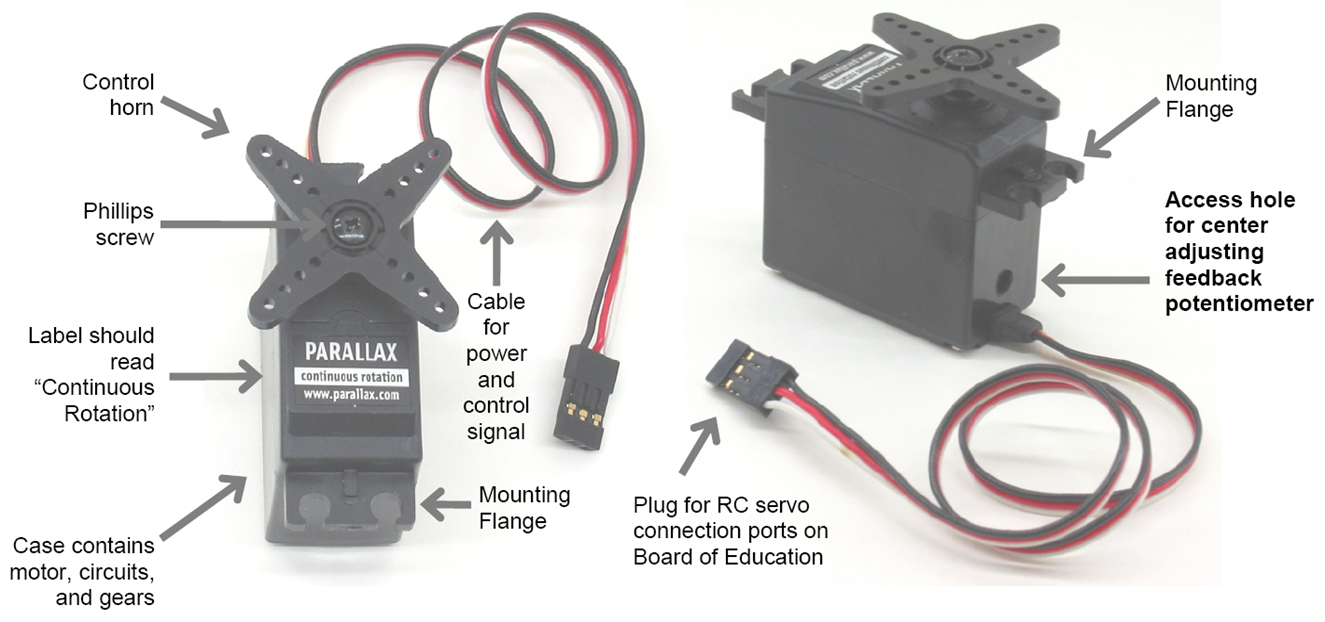 Control
horn
Phillips
screw
Label should
read
“Continuous
Rotation”
Case contains
motor, circuits,
and gears
PARALLAX
continuous rotation
www.parallax.com
Cable
for
power
and
control
signal
Mounting
Flange
Mounting
Flange
Access hole
for center
adjusting
feedback
potentiometer
Plug for RC servo
connection ports on
Board of Education